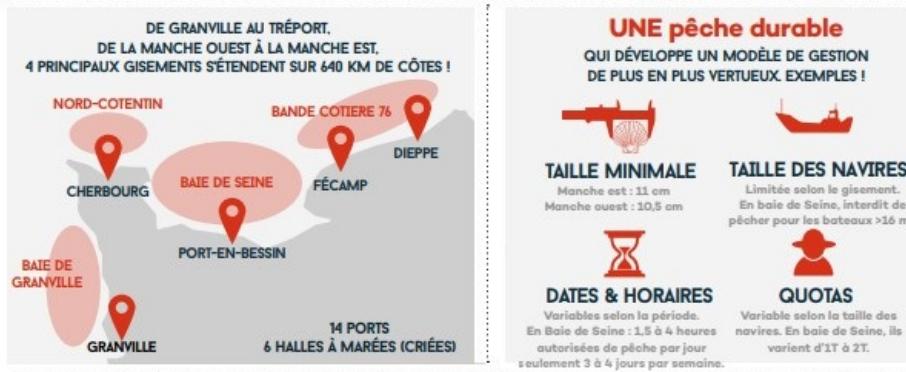 DE GRANVILLE AU TRÉPORT,
DE LA MANCHE OUEST À LA MANCHE EST,
4 PRINCIPAUX GISEMENTS S'ÉTENDENT SUR 640 KM DE CÔTES !
NORD-COTENTIN
BANDE COTIERE 76
DIEPPE
CHERBOURG
BAIE DE SEINE
FÉCAMP
PORT-EN-BESSIN
BAIE DE
GRANVILLE
GRANVILLE
14 PORTS
6 HALLES À MARÉES (CRIÉES)
UNE pêche durable
QUI DÉVELOPPE UN MODÈLE DE GESTION
DE PLUS EN PLUS VERTUEUX. EXEMPLES !
TAILLE MINIMALE
Manche est : 11 cm
Manche ouest : 10,5 cm
TAILLE DES NAVIRES
Limitée selon le gisement.
En baie de Seine, interdit de
pêcher pour les bateaux >16 m
DATES & HORAIRES
Variables selon la période.
En Baie de Seine : 1,5 à 4 heures
autorisées de pêche par jour
seulement 3 à 4 jours par semaine.
QUOTAS
Variable selon la taille des
navires. En baie de Seine, ils
varient d'1T à 2T.